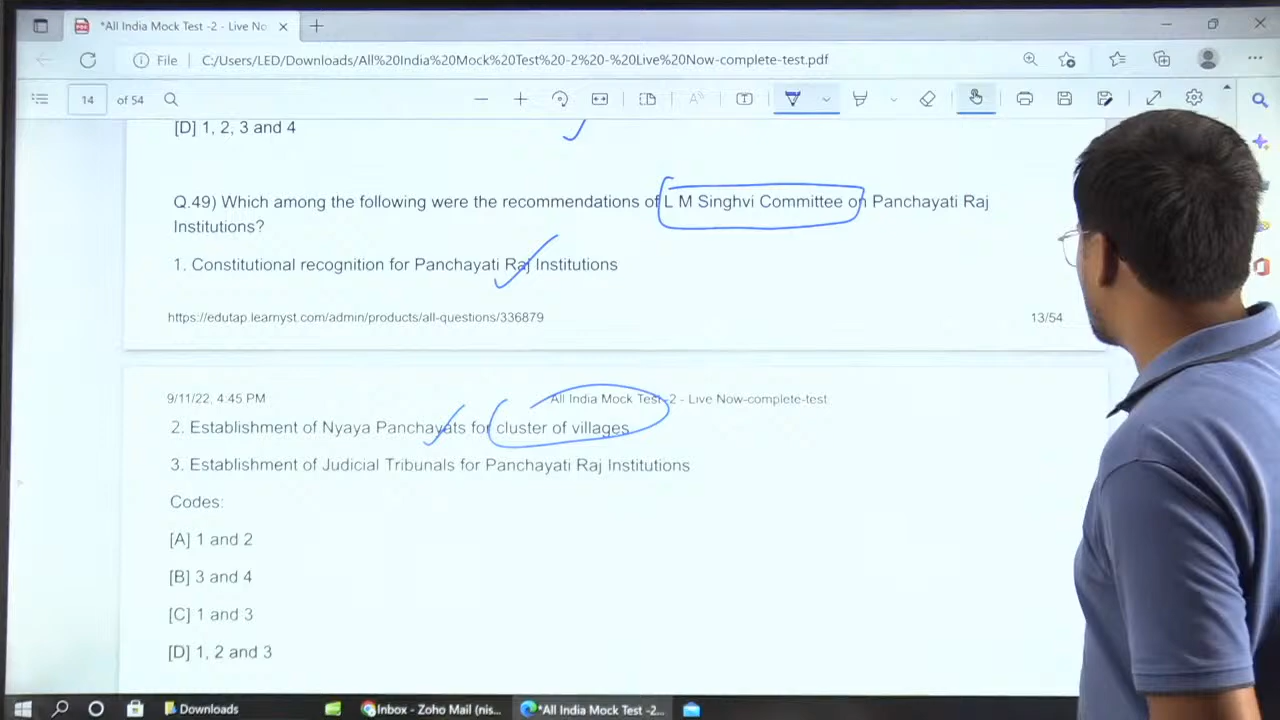 *All India Mock Test -2 - Live No
File
C:/Users/LED/Downloads/All%20India%20Mock%20Test%20-2%20-%20Live%20Now-complete-test.pdf
14 of 54
[D] 1, 2, 3 and 4
Q.49) Which among the following were the recommendations of L M Singhvi Committee on Panchayati Raj
Institutions?
1. Constitutional recognition for Panchayati Raj Institutions
https://edutap.learnyst.com/admin/products/all-questions/336879 13/54
9/11/22, 4:45 PM All India Mock Test -2 - Live Now-complete-test
2. Establishment of Nyaya Panchayats for cluster of villages
3. Establishment of Judicial Tribunals for Panchayati Raj Institutions
Codes:
[A] 1 and 2
[B] 3 and 4
[C] 1 and 3
[D] 1, 2 and 3
Downloads Inbox - Zoho Mail (nis... *All India Mock Test -2...